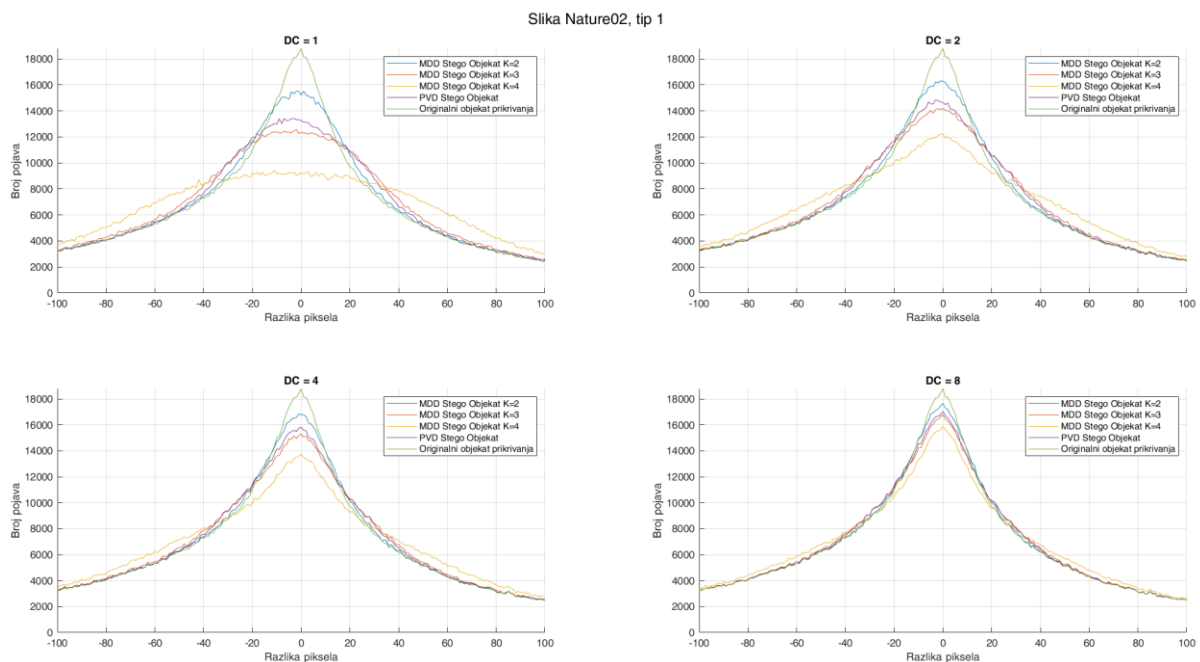 Slika Nature02, tip 1
DC = 1
18000
16000
14000
12000
10000
8000
6000
4000
2000
0
Broj pojava
-100
-80
-60
-40
-20
0
20
40
60
80
100
Razlika piksela
MDD Stego Objekat K=2
MDD Stego Objekat K=3
MDD Stego Objekat K=4
PVD Stego Objekat
Originalni objekat prikrivanja
DC = 2
18000
16000
14000
12000
10000
8000
6000
4000
2000
0
Broj pojava
-100
-80
-60
-40
-20
0
20
40
60
80
100
Razlika piksela
MDD Stego Objekat K=2
MDD Stego Objekat K=3
MDD Stego Objekat K=4
PVD Stego Objekat
Originalni objekat prikrivanja
DC = 4
18000
16000
14000
12000
10000
8000
6000
4000
2000
0
Broj pojava
-100
-80
-60
-40
-20
0
20
40
60
80
100
Razlika piksela
MDD Stego Objekat K=2
MDD Stego Objekat K=3
MDD Stego Objekat K=4
PVD Stego Objekat
Originalni objekat prikrivanja
DC = 8
18000
16000
14000
12000
10000
8000
6000
4000
2000
0
Broj pojava
-100
-80
-60
-40
-20
0
20
40
60
80
100
Razlika piksela
MDD Stego Objekat K=2
MDD Stego Objekat K=3
MDD Stego Objekat K=4
PVD Stego Objekat
Originalni objekat prikrivanja